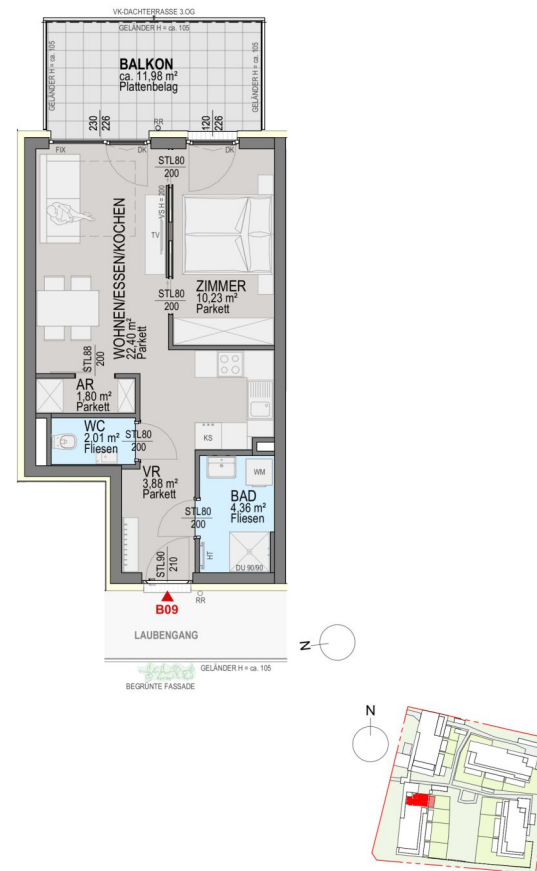 VK-DACHTERRASSE 3.OG
GELÄNDER H = ca. 105
GELÄNDER H = ca. 105
GELÄNDER H = ca. 105
BALKON
ca. 11,98 m²
Plattenbelag
230
226
RR
120
226
FIX
DK
DK
STL80
200
VS H = 200
TV
WOHNEN/ESSEN/KOCHEN
22,40 m²
Parkett
ZIMMER
10,23 m²
Parkett
STL80
200
STL88
200
AR
1,80 m²
Parkett
WC
2,01 m²
Fliesen
STL80
200
KS
VR
3,88 m²
Parkett
WM
BAD
4,36 m²
Fliesen
STL80
200
HT
DU 90/90
STL90
210
B09
RR
LAUBENGANG
N
GELÄNDER H = ca. 105
BEGRÜNTE FASSADE
N